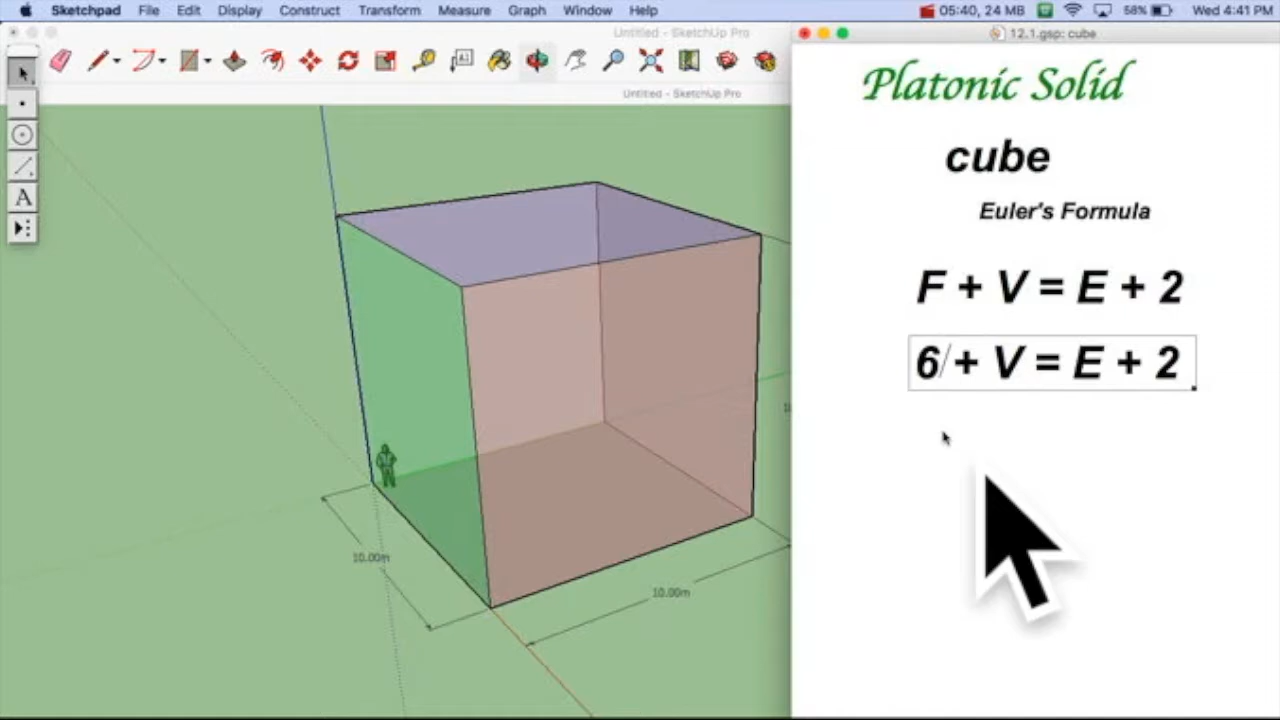 Sketchpad File Edit Display Construct Transform Measure Graph Window Help 05:40, 24 MB 58% Wed 4:41 PM
Untitled - SketchUp Pro
12.1.gsp: cube
A1
Untitled - SketchUp Pro
A
Platonic Solid
cube
Euler's Formula
F + V = E + 2
6 + V = E + 2
10.00m
10.00m